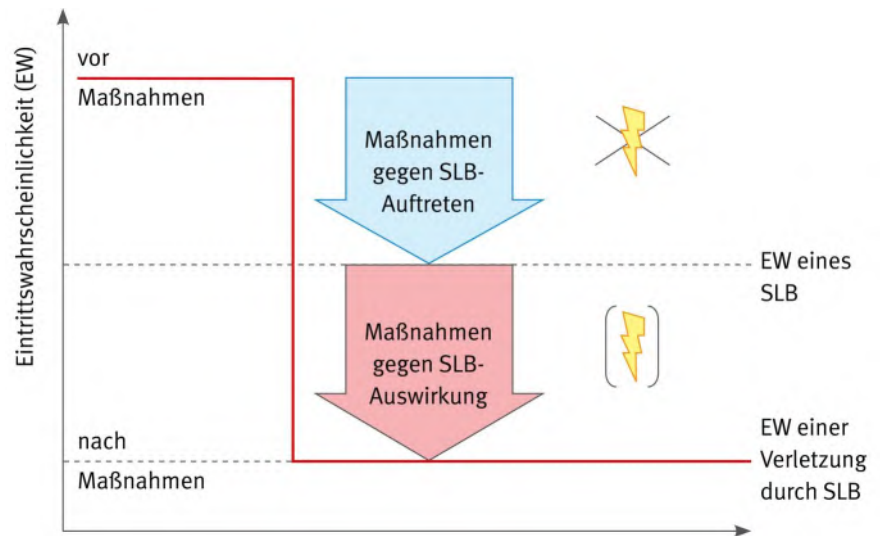 Eintrittswahrscheinlichkeit (EW)
vor
Maßnahmen
Maßnahmen
gegen SLB-
Auftreten
EW eines
SLB
Maßnahmen
gegen SLB-
Auswirkung
nach
Maßnahmen
EW einer
Verletzung
durch SLB